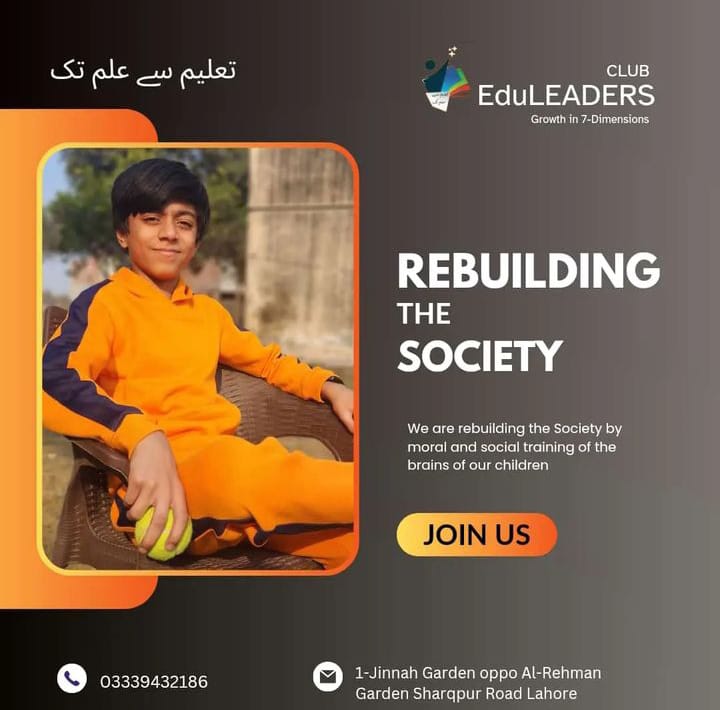 تعلیم سے علم تک
CLUB
EduLEADERS
Growth in 7-Dimensions
REBUILDING
THE
SOCIETY
We are rebuilding the Society by
moral and social training of the
brains of our children
JOIN US
03339432186
1-Jinnah Garden oppo Al-Rehman
Garden Sharqpur Road Lahore